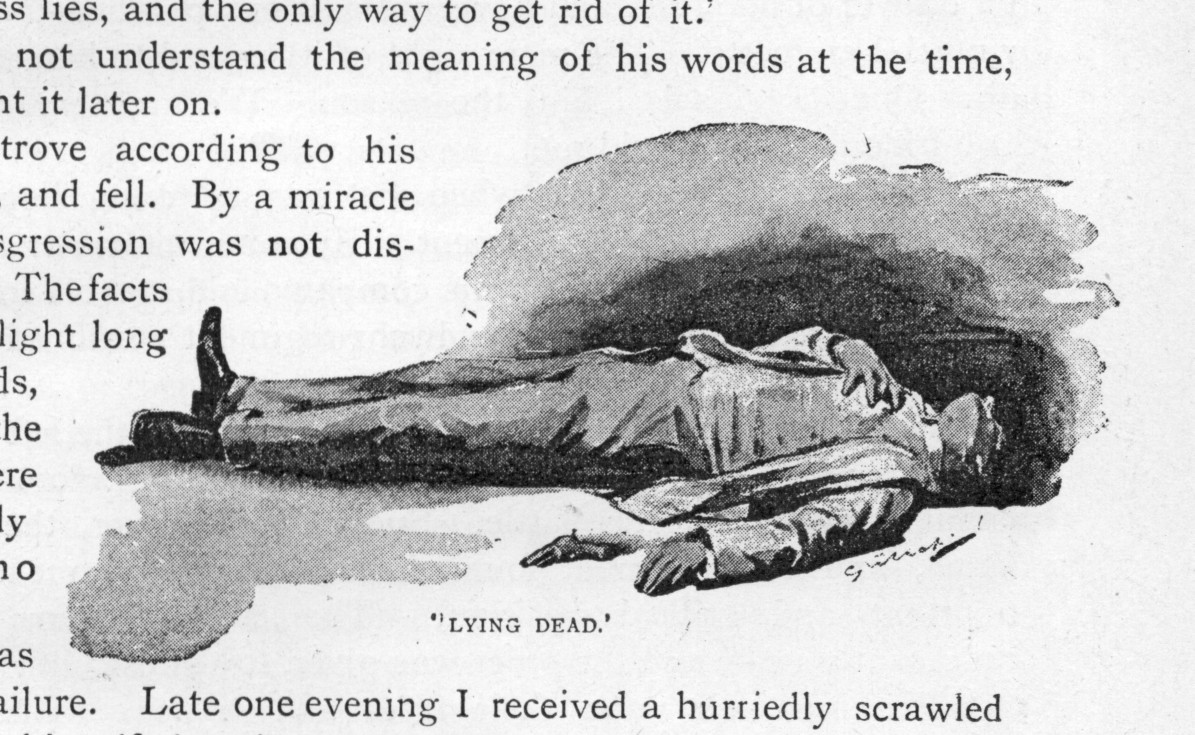 ss lies, and the only way to get rid of it.'
not understand the meaning of his words at the time,
nt it later on.
trove according to his
, and fell. By a miracle
sgression was not dis-
The facts
light long
ds,
the
ere
ly
no
"'LYING DEAD.'
as
ailure. Late one evening I received a hurriedly scrawled